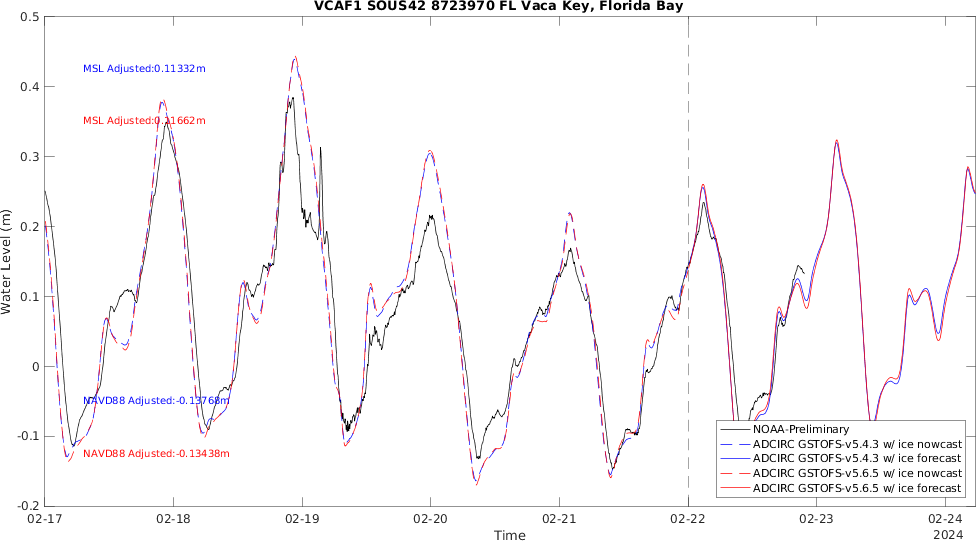 VCAF1 SOUS42 8723970 FL Vaca Key, Florida Bay
0.5
0.4
0.3
0.2
0.1
0
-0.1
-0.2
Water Level (m)
MSL Adjusted:0.11332m
MSL Adjusted:0.11662m
NAVD88 Adjusted:-0.13768m
NAVD88 Adjusted:-0.13438m
NOAA-Preliminary
ADCIRC GSTOFS-v5.4.3 w/ ice nowcast
ADCIRC GSTOFS-v5.4.3 w/ ice forecast
ADCIRC GSTOFS-v5.6.5 w/ ice nowcast
ADCIRC GSTOFS-v5.6.5 w/ ice forecast
02-17 02-18 02-19 02-20 02-21 02-22 02-23 02-24
Time
2024